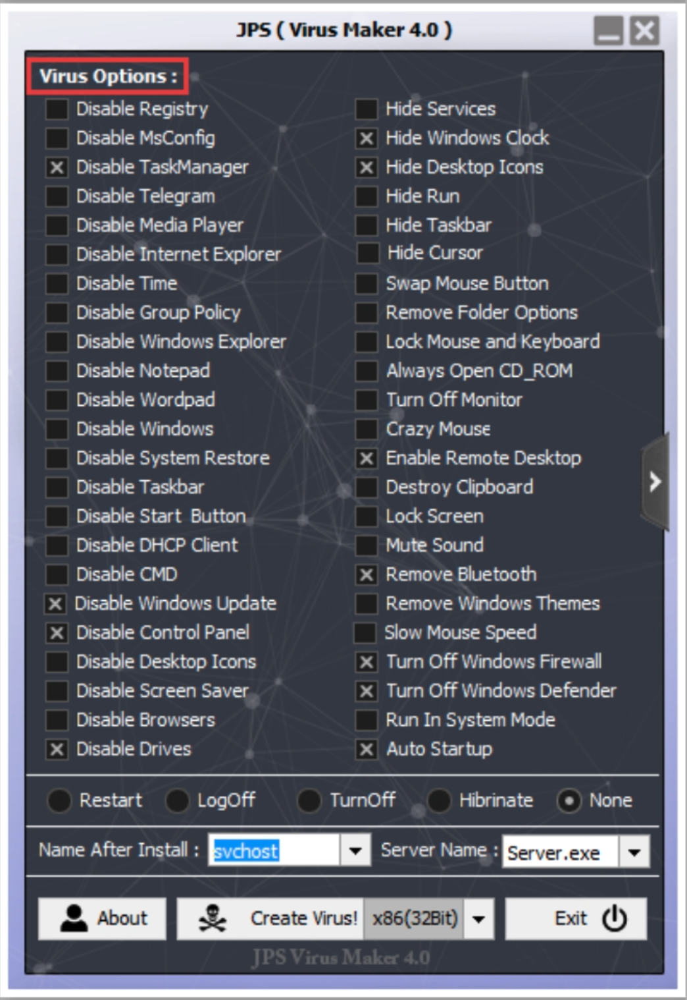 JPS ( Virus Maker 4.0 )
Virus Options :
Disable Registry
Disable MsConfig
Disable TaskManager
Disable Telegram
Disable Media Player
Disable Internet Explorer
Disable Time
Disable Group Policy
Disable Windows Explorer
Disable Notepad
Disable Wordpad
Disable Windows
Disable System Restore
Disable Taskbar
Disable Start Button
Disable DHCP Client
Disable CMD
Disable Windows Update
Disable Control Panel
Disable Desktop Icons
Disable Screen Saver
Disable Browsers
Disable Drives
Hide Services
Hide Windows Clock
Hide Desktop Icons
Hide Run
Hide Taskbar
Hide Cursor
Swap Mouse Button
Remove Folder Options
Lock Mouse and Keyboard
Always Open CD_ROM
Turn Off Monitor
Crazy Mouse
Enable Remote Desktop
Destroy Clipboard
Lock Screen
Mute Sound
Remove Bluetooth
Remove Windows Themes
Slow Mouse Speed
Turn Off Windows Firewall
Turn Off Windows Defender
Run In System Mode
Auto Startup
Restart LogOff TurnOff Hibrinate None
Name After Install : svchost Server Name : Server.exe
About Create Virus! x86(32Bit) Exit
JPS Virus Maker 4.0